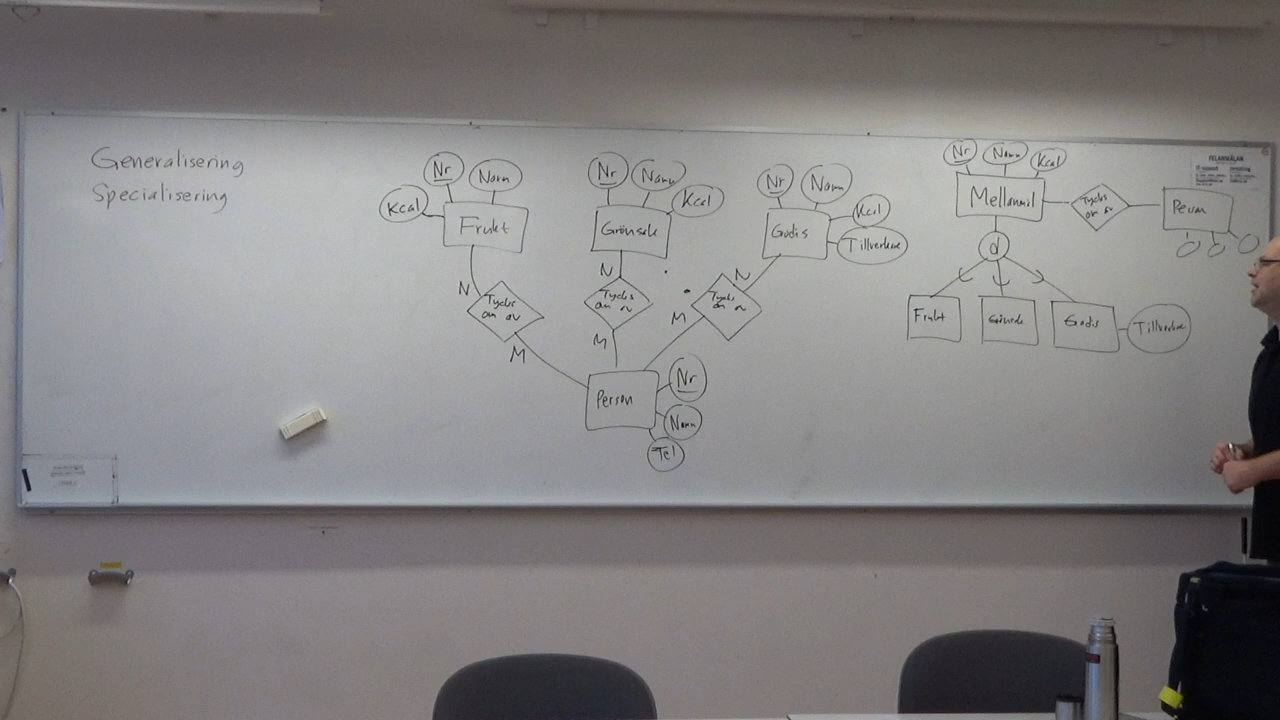 Generalisering
Specialisering
Nr
Namn
Kcal
Frukt
N
Tycks
om av
M
Nr
Namn
Kcal
Grönsak
N
Tycks
om av
M
Nr
Namn
Kcal
Tillverkare
Godis
N
Tycks
om av
M
Person
Nr
Namn
Tel
Nr
Namn
Kcal
Mellanmål
Tycks
om av
Person
d
Frukt
Grönsak
Godis
Tillverkare
FELANMÄLAN